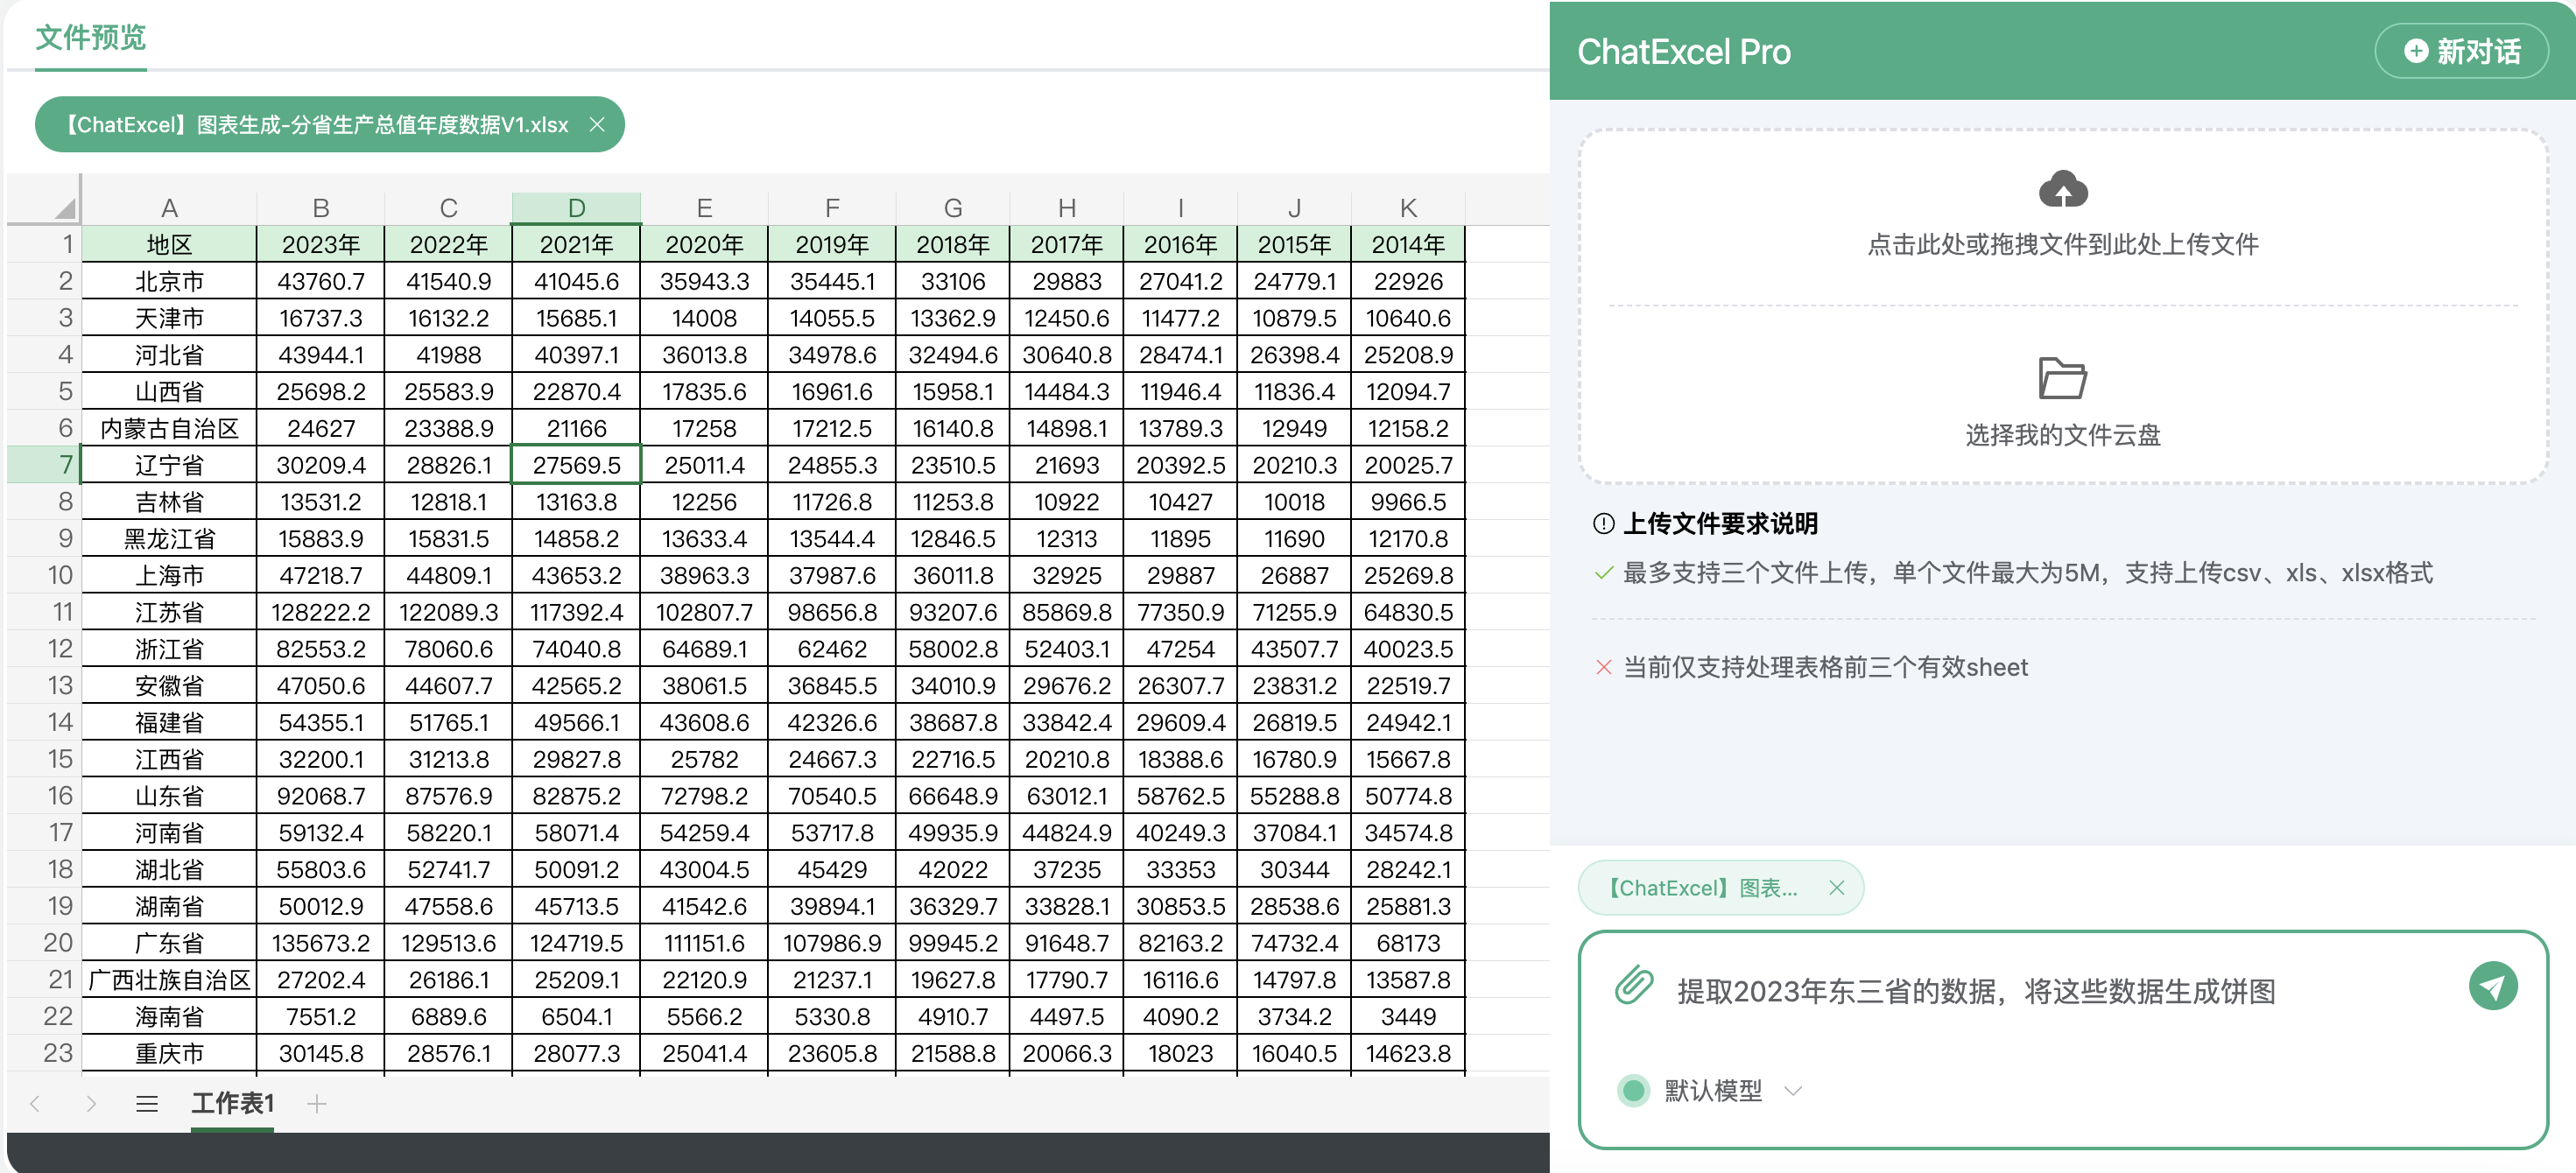 文件预览
【ChatExcel】图表生成-分省生产总值年度数据V1.xlsx
A B C D E F G H I J K
1 地区 2023年 2022年 2021年 2020年 2019年 2018年 2017年 2016年 2015年 2014年
2 北京市 43760.7 41540.9 41045.6 35943.3 35445.1 33106 29883 27041.2 24779.1 22926
3 天津市 16737.3 16132.2 15685.1 14008 14055.5 13362.9 12450.6 11477.2 10879.5 10640.6
4 河北省 43944.1 41988 40397.1 36013.8 34978.6 32494.6 30640.8 28474.1 26398.4 25208.9
5 山西省 25698.2 25583.9 22870.4 17835.6 16961.6 15958.1 14484.3 11946.4 11836.4 12094.7
6 内蒙古自治区 24627 23388.9 21166 17258 17212.5 16140.8 14898.1 13789.3 12949 12158.2
7 辽宁省 30209.4 28826.1 27569.5 25011.4 24855.3 23510.5 21693 20392.5 20210.3 20025.7
8 吉林省 13531.2 12818.1 13163.8 12256 11726.8 11253.8 10922 10427 10018 9966.5
9 黑龙江省 15883.9 15831.5 14858.2 13633.4 13544.4 12846.5 12313 11895 11690 12170.8
10 上海市 47218.7 44809.1 43653.2 38963.3 37987.6 36011.8 32925 29887 26887 25269.8
11 江苏省 128222.2 122089.3 117392.4 102807.7 98656.8 93207.6 85869.8 77350.9 71255.9 64830.5
12 浙江省 82553.2 78060.6 74040.8 64689.1 62462 58002.8 52403.1 47254 43507.7 40023.5
13 安徽省 47050.6 44607.7 42565.2 38061.5 36845.5 34010.9 29676.2 26307.7 23831.2 22519.7
14 福建省 54355.1 51765.1 49566.1 43608.6 42326.6 38687.8 33842.4 29609.4 26819.5 24942.1
15 江西省 32200.1 31213.8 29827.8 25782 24667.3 22716.5 20210.8 18388.6 16780.9 15667.8
16 山东省 92068.7 87576.9 82875.2 72798.2 70540.5 66648.9 63012.1 58762.5 55288.8 50774.8
17 河南省 59132.4 58220.1 58071.4 54259.4 53717.8 49935.9 44824.9 40249.3 37084.1 34574.8
18 湖北省 55803.6 52741.7 50091.2 43004.5 45429 42022 37235 33353 30344 28242.1
19 湖南省 50012.9 47558.6 45713.5 41542.6 39894.1 36329.7 33828.1 30853.5 28538.6 25881.3
20 广东省 135673.2 129513.6 124719.5 111151.6 107986.9 99945.2 91648.7 82163.2 74732.4 68173
21 广西壮族自治区 27202.4 26186.1 25209.1 22120.9 21237.1 19627.8 17790.7 16116.6 14797.8 13587.8
22 海南省 7551.2 6889.6 6504.1 5566.2 5330.8 4910.7 4497.5 4090.2 3734.2 3449
23 重庆市 30145.8 28576.1 28077.3 25041.4 23605.8 21588.8 20066.3 18023 16040.5 14623.8
工作表1
ChatExcel Pro
新对话
点击此处或拖拽文件到此处上传文件
选择我的文件云盘
上传文件要求说明
最多支持三个文件上传，单个文件最大为5M，支持上传csv、xls、xlsx格式
当前仅支持处理表格前三个有效sheet
【ChatExcel】图表...
提取2023年东三省的数据，将这些数据生成饼图
默认模型